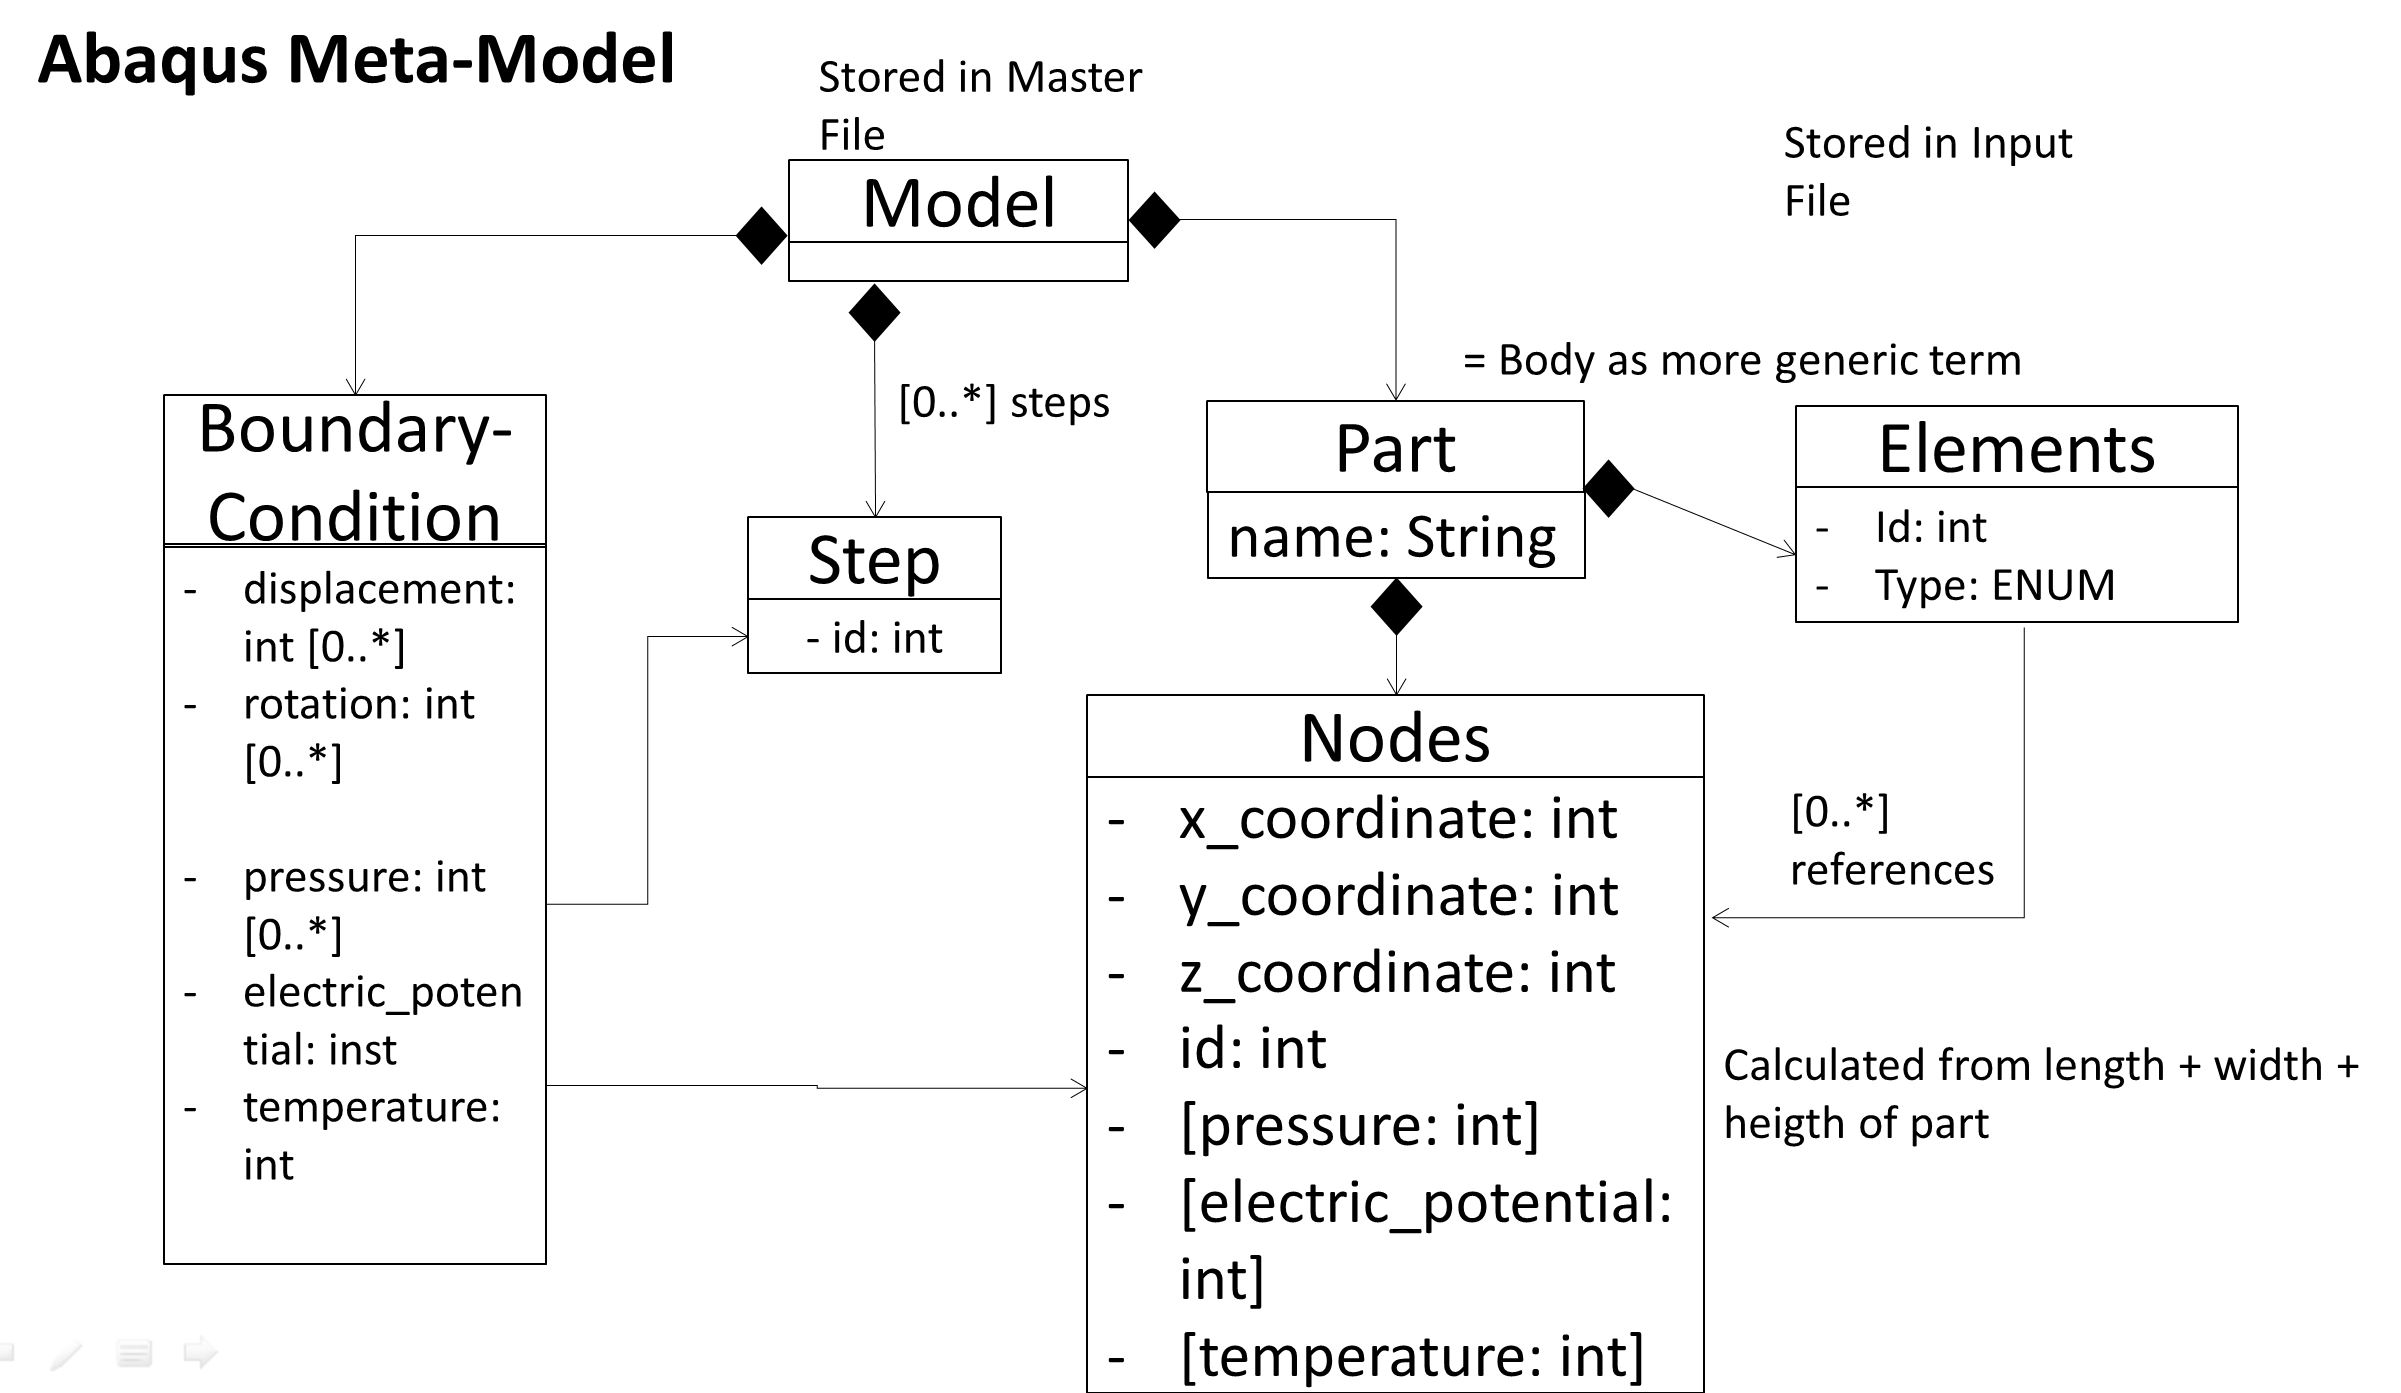 Abaqus Meta-Model
Stored in Master
File
Stored in Input
File
Model
[0..*] steps
= Body as more generic term
Boundary-
Condition
- displacement:
int [0..*]
- rotation: int
[0..*]
- pressure: int
[0..*]
- electric_poten
tial: inst
- temperature:
int
Step
- id: int
Part
name: String
Elements
- Id: int
- Type: ENUM
[0..*]
references
Nodes
- x_coordinate: int
- y_coordinate: int
- z_coordinate: int
- id: int
- [pressure: int]
- [electric_potential:
int]
- [temperature: int]
Calculated from length + width +
heigth of part